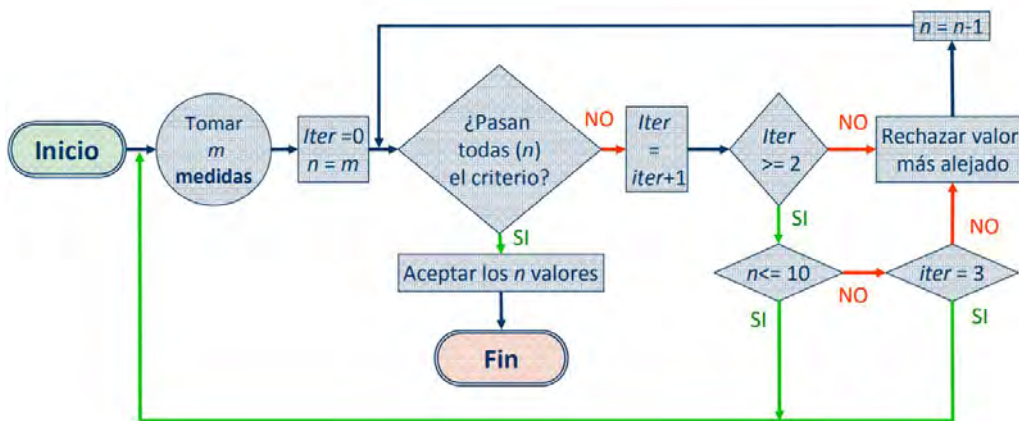 Inicio
Tomar
m
medidas
Iter =0
n = m
¿Pasan
todas (n)
el criterio?
NO
SI
Aceptar los n valores
Fin
Iter
=
iter+1
Iter
>= 2
NO
SI
Rechazar valor
más alejado
n = n-1
n<= 10
NO
SI
iter = 3
NO
SI